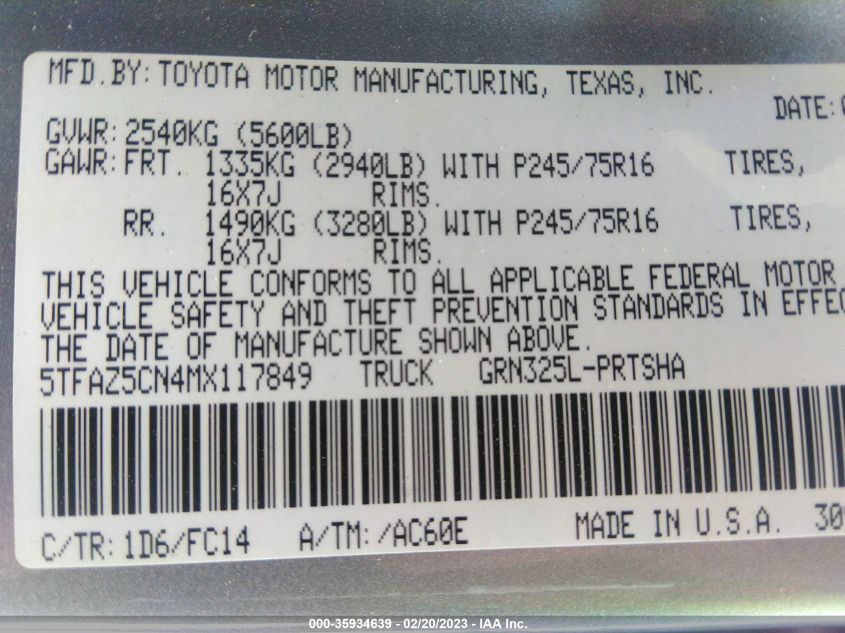 MFD.BY:TOYOTA MOTOR MANUFACTURING, TEXAS, INC.
DATE:
GVWR:2540KG (5600LB)
GAWR:FRT. 1335KG (2940LB) WITH P245/75R16 TIRES,
16X7J RIMS.
RR. 1490KG (3280LB) WITH P245/75R16 TIRES,
16X7J RIMS.
THIS VEHICLE CONFORMS TO ALL APPLICABLE FEDERAL MOTOR
VEHICLE SAFETY AND THEFT PREVENTION STANDARDS IN
THE DATE OF MANUFACTURE SHOWN ABOVE.
5TFAZ5CN4MX117849 TRUCK GRN325L-PRTSHA
C/TR:1D6/FC14 A/TM:/AC60E MADE IN U.S.A.
000-35934639 - 02/20/2023 - IAA Inc.